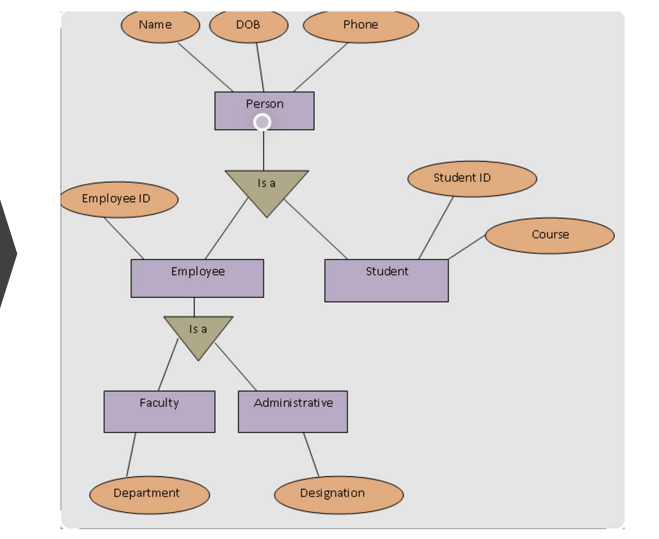 Name
DOB
Phone
Person
Is a
Student ID
Employee ID
Course
Employee
Student
Is a
Faculty
Administrative
Department
Designation